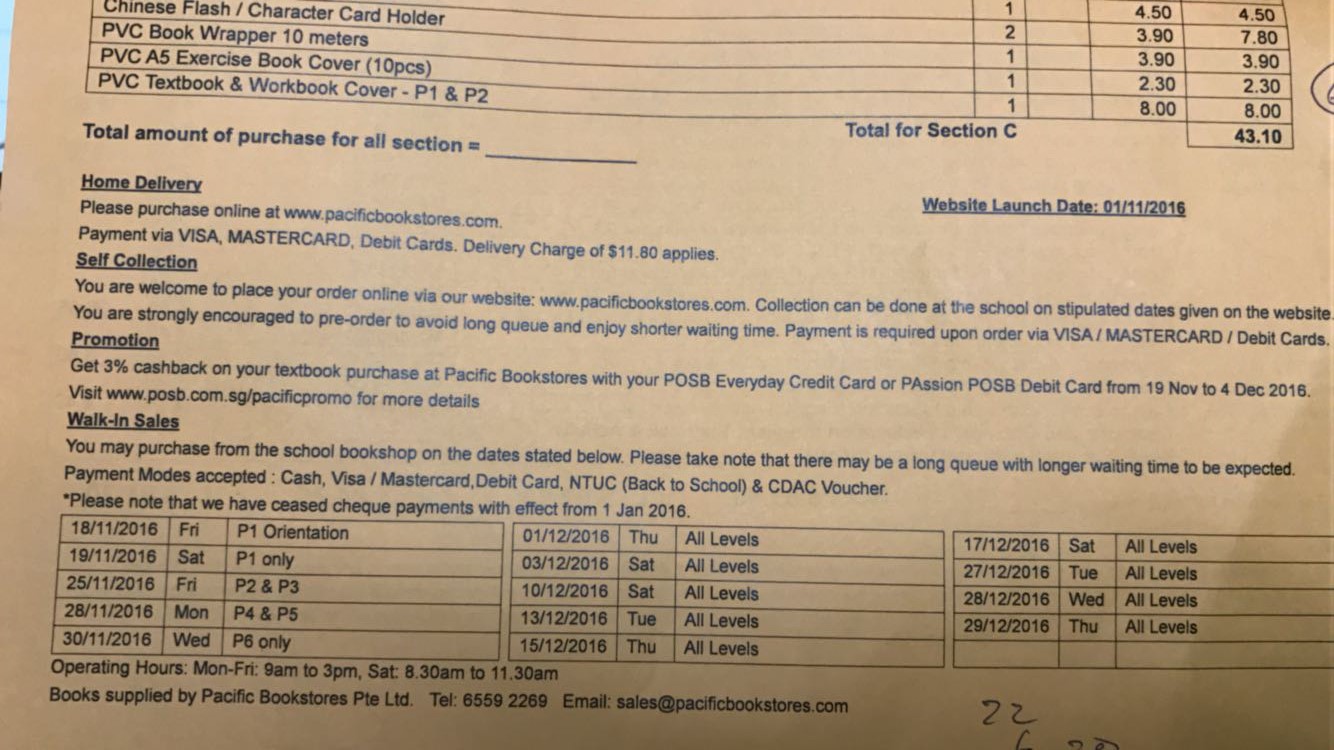 1 4.50 4.50
Chinese Flash / Character Card Holder 2 3.90 7.80
PVC Book Wrapper 10 meters 1 3.90 3.90
PVC A5 Exercise Book Cover (10pcs) 1 2.30 2.30
PVC Textbook & Workbook Cover - P1 & P2 1 8.00 8.00
Total amount of purchase for all section = Total for Section C 43.10
Home Delivery
Website Launch Date: 01/11/2016
Please purchase online at www.pacificbookstores.com.
Payment via VISA, MASTERCARD, Debit Cards. Delivery Charge of $11.80 applies.
Self Collection
You are welcome to place your order online via our website: www.pacificbookstores.com. Collection can be done at the school on stipulated dates given on the website.
You are strongly encouraged to pre-order to avoid long queue and enjoy shorter waiting time. Payment is required upon order via VISA / MASTERCARD / Debit Cards.
Promotion
Get 3% cashback on your textbook purchase at Pacific Bookstores with your POSB Everyday Credit Card or PAssion POSB Debit Card from 19 Nov to 4 Dec 2016.
Visit www.posb.com.sg/pacificpromo for more details
Walk-In Sales
You may purchase from the school bookshop on the dates stated below. Please take note that there may be a long queue with longer waiting time to be expected.
Payment Modes accepted : Cash, Visa / Mastercard, Debit Card, NTUC (Back to School) & CDAC Voucher.
*Please note that we have ceased cheque payments with effect from 1 Jan 2016.
18/11/2016 Fri P1 Orientation 01/12/2016 Thu All Levels 17/12/2016 Sat All Levels
19/11/2016 Sat P1 only 03/12/2016 Sat All Levels 27/12/2016 Tue All Levels
25/11/2016 Fri P2 & P3 10/12/2016 Sat All Levels 28/12/2016 Wed All Levels
28/11/2016 Mon P4 & P5 13/12/2016 Tue All Levels 29/12/2016 Thu All Levels
30/11/2016 Wed P6 only 15/12/2016 Thu All Levels
Operating Hours: Mon-Fri: 9am to 3pm, Sat: 8.30am to 11.30am
Books supplied by Pacific Bookstores Pte Ltd. Tel: 6559 2269 Email: sales@pacificbookstores.com
22